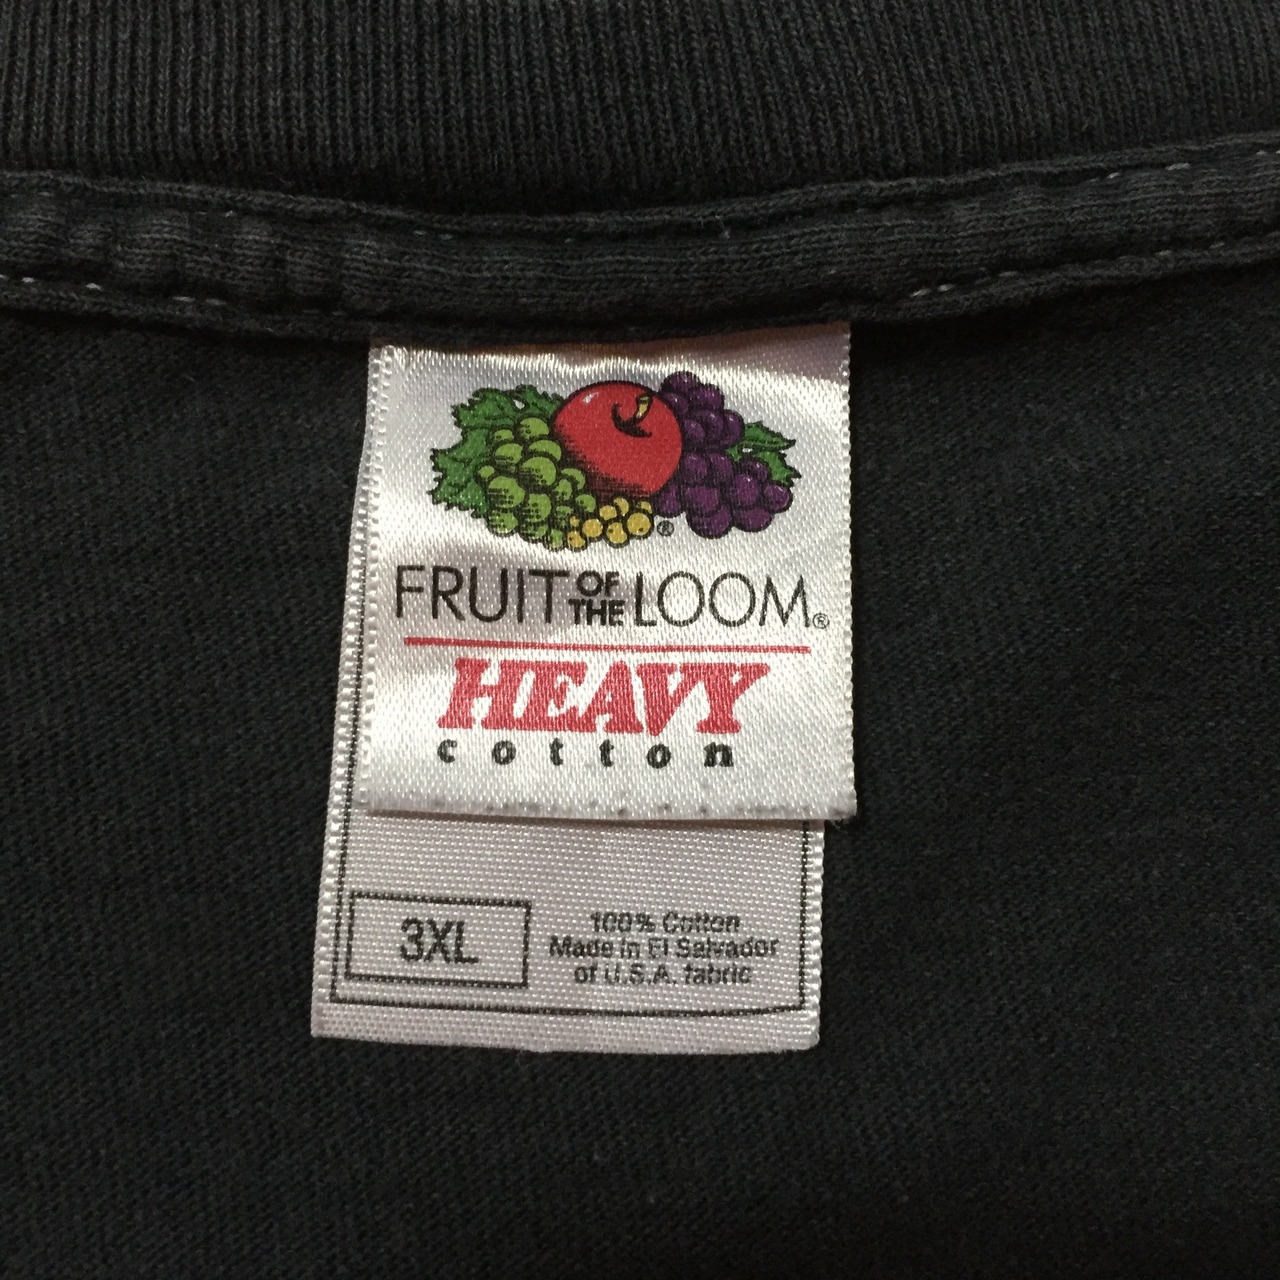 ®
FRUIT OF THE LOOM®
HEAVY
cotton
3XL
100% Cotton
Made in El Salvador
of U.S.A. fabric